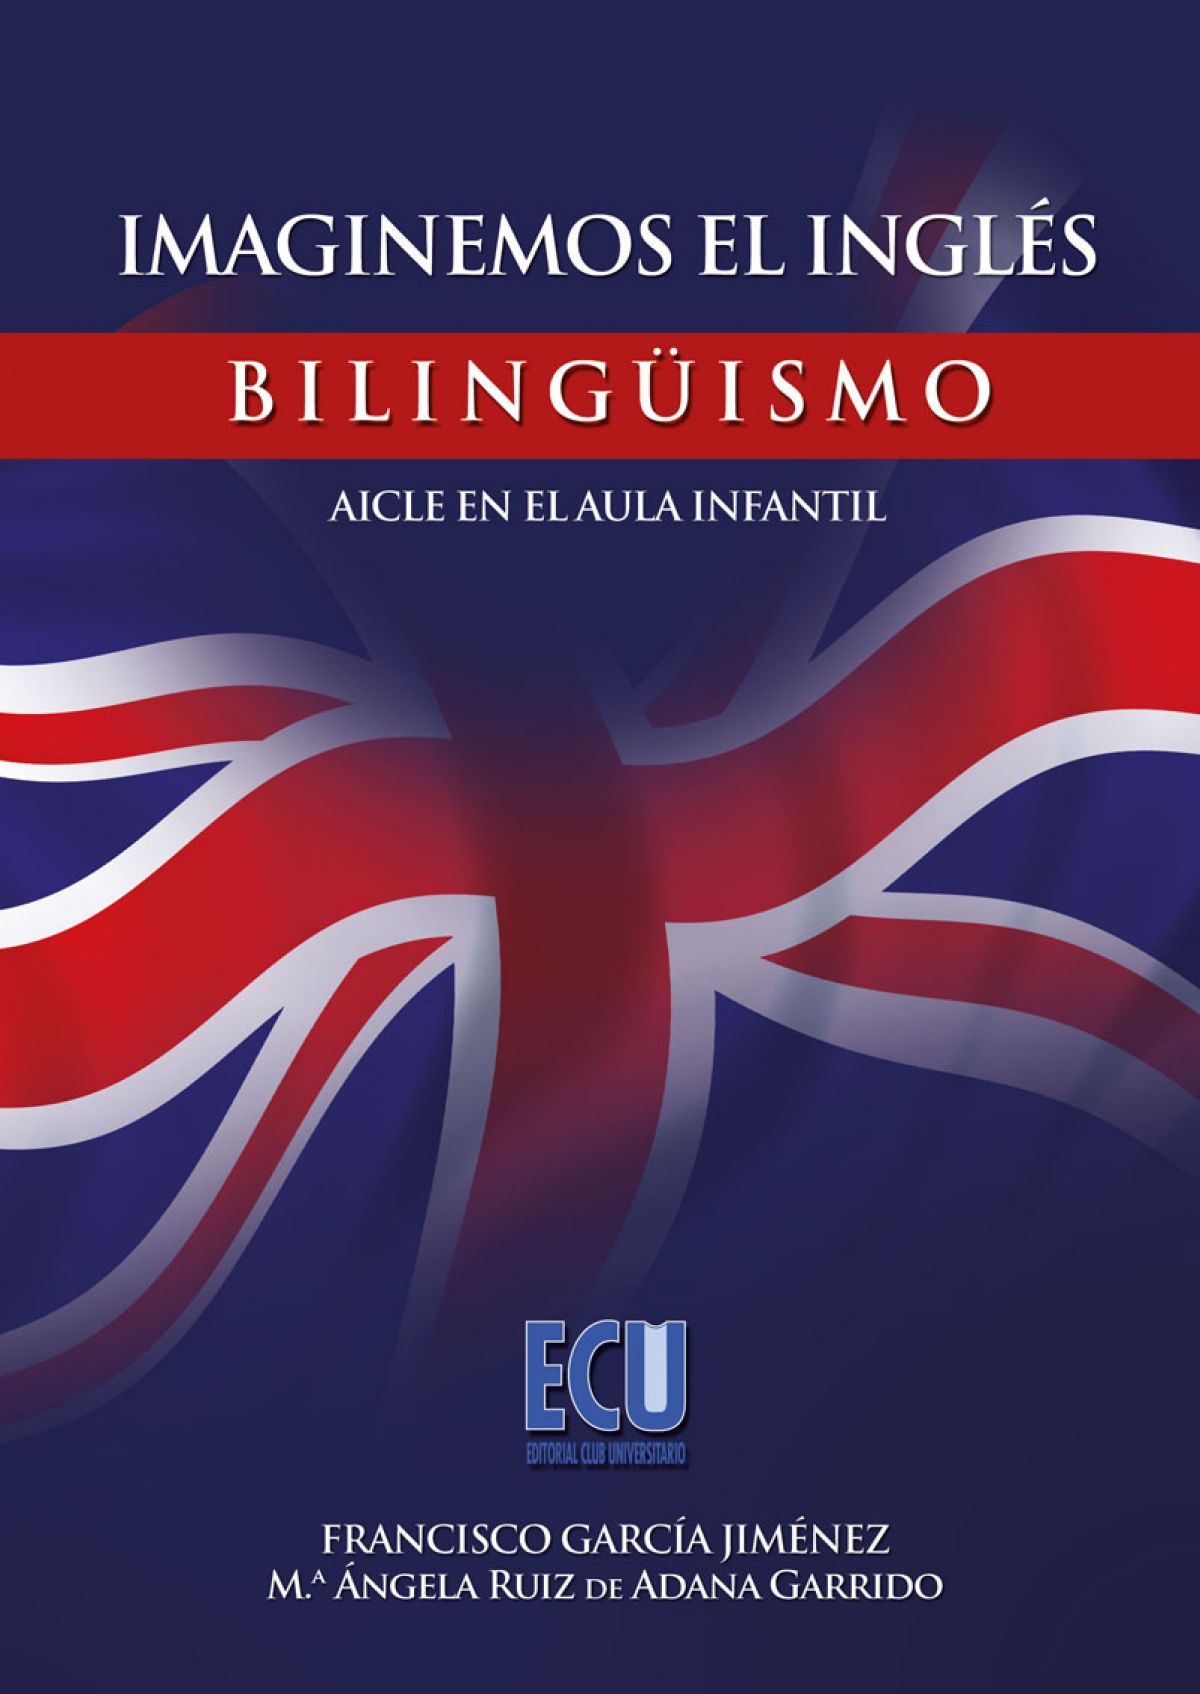 IMAGINEMOS EL INGLÉS
BILINGÜISMO
AICLE EN EL AULA INFANTIL
ECU
EDITORIAL CLUB UNIVERSITARIO
FRANCISCO GARCÍA JIMÉNEZ
M.ª ÁNGELA RUIZ DE ADANA GARRIDO